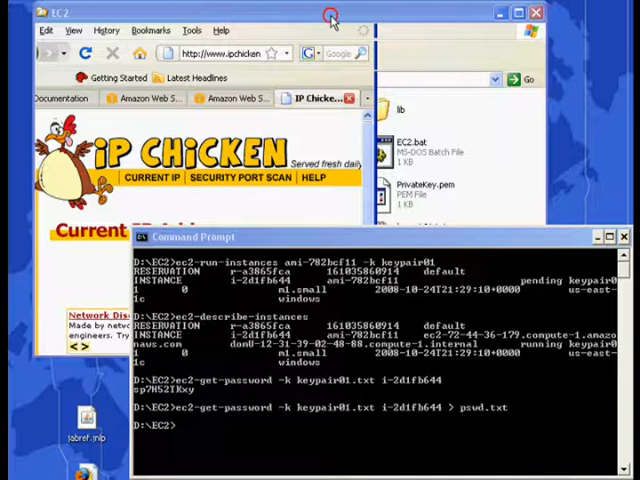 EC2
Edit View History Bookmarks Tools Help
http://www.ipchicken
Google
Go
Getting Started Latest Headlines
Documentation Amazon Web S... Amazon Web S... IP Chicke...
lib
EC2.bat
MS-DOS Batch File
1 KB
PrivateKey.pem
PEM File
1 KB
iP CHiCKEN Served fresh daily
CURRENT IP | SECURITY PORT SCAN | HELP
Current
Network
Made by netw
engineers. Try
<>
jabref.jnlp
Command Prompt
D:\EC2>ec2-run-instances ami-782bcf11 -k keypair01
RESERVATION r-a3865fca 161035860914 default
INSTANCE i-2d1fb644 ami-782bcf11 pending keypair0
1 0 m1.small 2008-10-24T21:29:10+0000 us-east-
1c windows
D:\EC2>ec2-describe-instances
RESERVATION r-a3865fca 161035860914 default
INSTANCE i-2d1fb644 ami-782bcf11 ec2-72-44-36-179.compute-1.amazo
naws.com domU-12-31-39-02-48-88.compute-1.internal running keypair0
1 0 m1.small 2008-10-24T21:29:10+0000 us-east-
1c windows
D:\EC2>ec2-get-password -k keypair01.txt i-2d1fb644
sp7H52TKxy
D:\EC2>ec2-get-password -k keypair01.txt i-2d1fb644 > pswd.txt
D:\EC2>